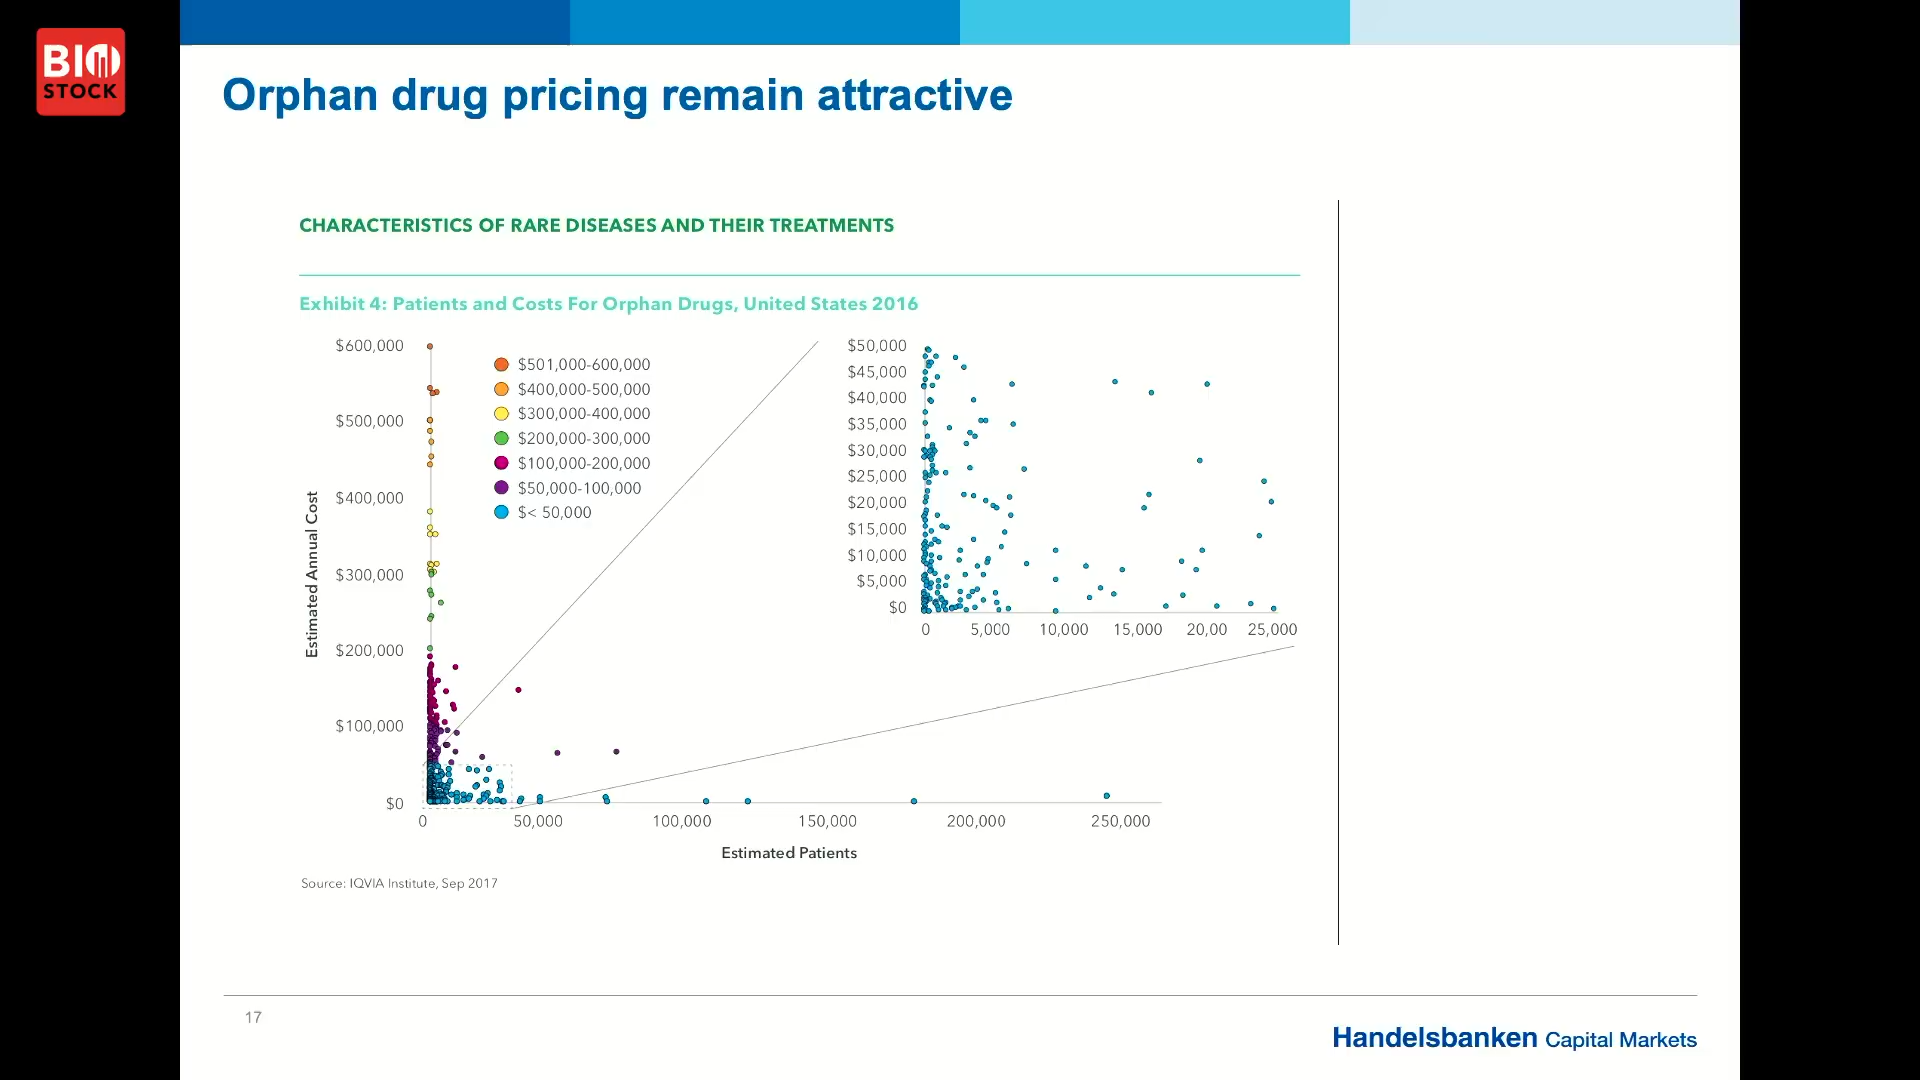 BIO
STOCK
Orphan drug pricing remain attractive
CHARACTERISTICS OF RARE DISEASES AND THEIR TREATMENTS
Exhibit 4: Patients and Costs For Orphan Drugs, United States 2016
Estimated Annual Cost
$600,000
$500,000
$400,000
$300,000
$200,000
$100,000
$0
$501,000-600,000
$400,000-500,000
$300,000-400,000
$200,000-300,000
$100,000-200,000
$50,000-100,000
$< 50,000
$50,000
$45,000
$40,000
$35,000
$30,000
$25,000
$20,000
$15,000
$10,000
$5,000
$0
0 5,000 10,000 15,000 20,00 25,000
0 50,000 100,000 150,000 200,000 250,000
Estimated Patients
Source: IQVIA Institute, Sep 2017
17
Handelsbanken Capital Markets